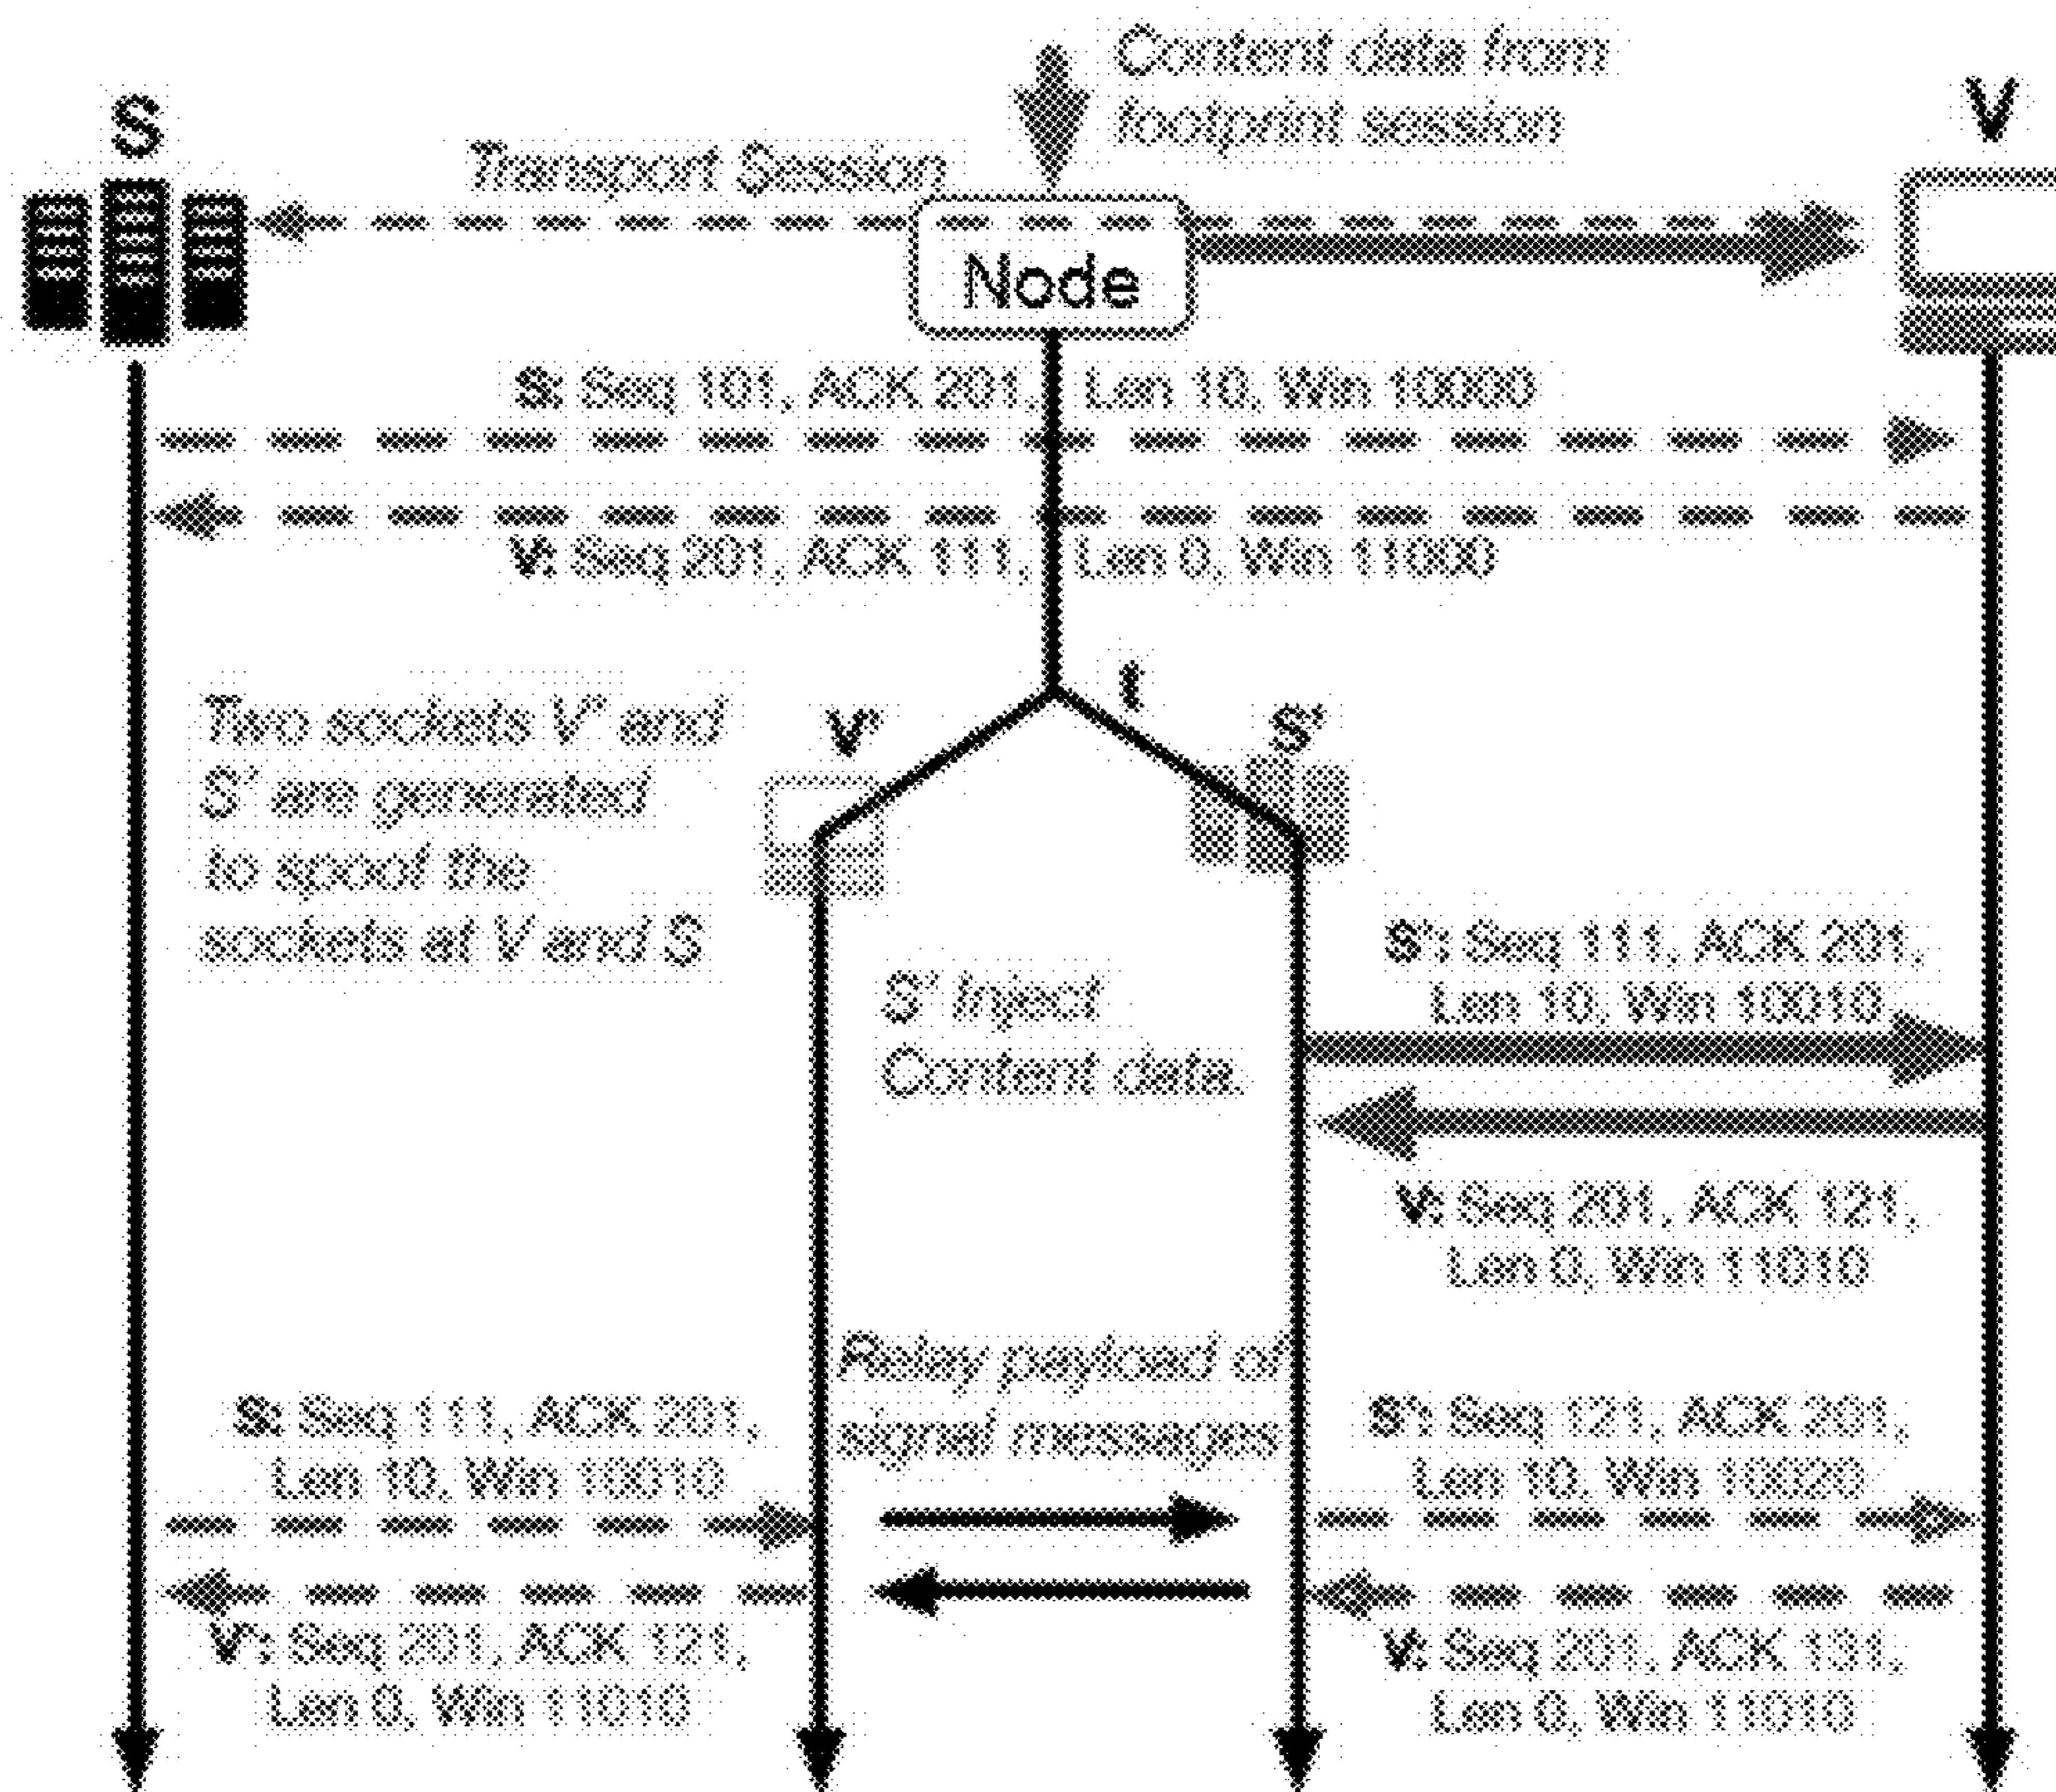 Content data from
footprint session
S
V
Transport Session
Node
S: Seq 101, ACK 201, Len 10, Win 10000
V: Seq 201, ACK 111, Len 0, Win 11000
t
Two sockets V' and
S' are generated
to spoof the
sockets at V and S
V'
S'
S' Inject
Content data.
S': Seq 111, ACK 201,
Len 10, Win 10010
V: Seq 201, ACK 121,
Len 0, Win 11010
Relay payload of
signal messages
S: Seq 111, ACK 201,
Len 10, Win 10010
S': Seq 121, ACK 201,
Len 10, Win 10020
V': Seq 201, ACK 121,
Len 0, Win 11010
V: Seq 201, ACK 131,
Len 0, Win 11010